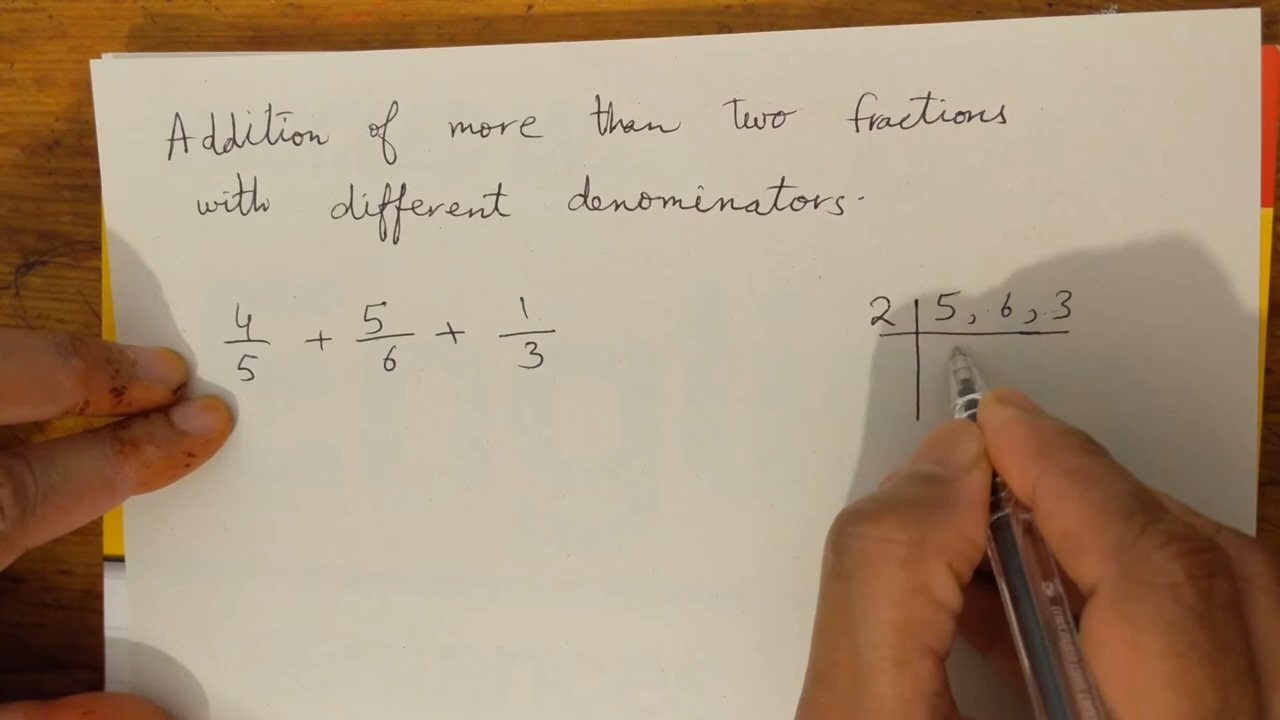 Addition of more than two fractions
with different denominators.
4/5 + 5/6 + 1/3
2 | 5, 6, 3